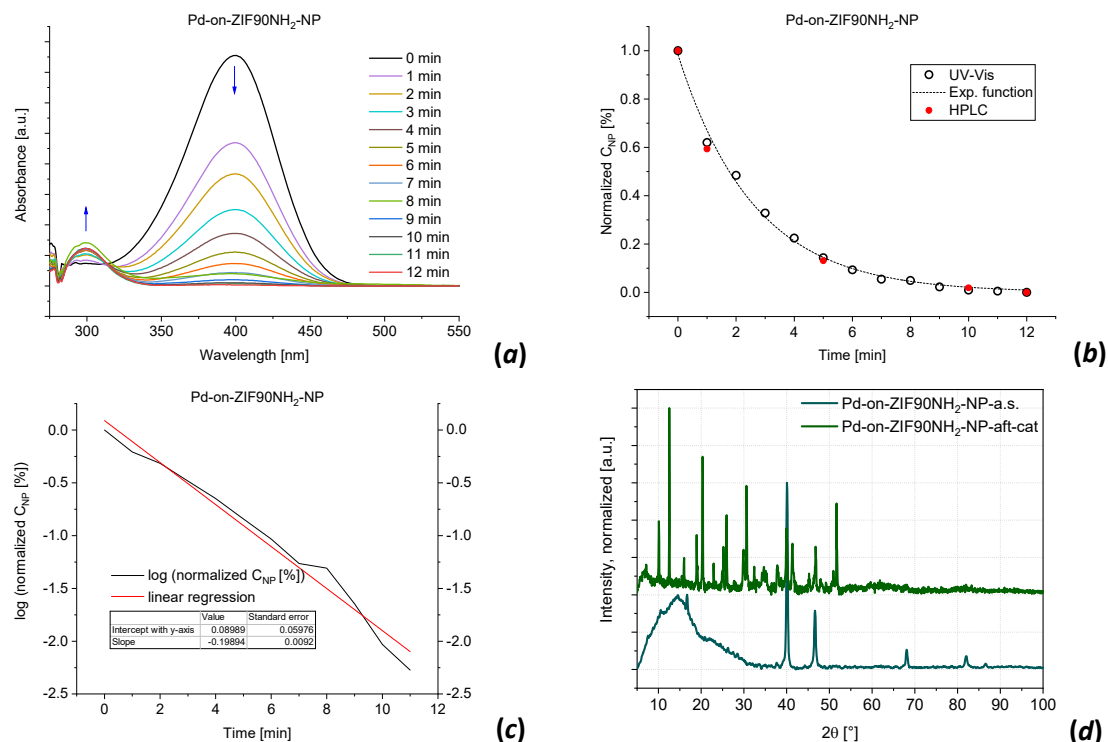 Pd-on-ZIF90NH₂-NP
Absorbance [a.u.]
0 min
1 min
2 min
3 min
4 min
5 min
6 min
7 min
8 min
9 min
10 min
11 min
12 min
300 350 400 450 500 550
Wavelength [nm]
(a)
Pd-on-ZIF90NH₂-NP
Normalized C_NP [%]
1.0
0.8
0.6
0.4
0.2
0.0
UV-Vis
Exp. function
HPLC
0 2 4 6 8 10 12
Time [min]
(b)
Pd-on-ZIF90NH₂-NP
log (normalized C_NP [%])
0.0 0.0
-0.5 -0.5
-1.0 -1.0
-1.5 -1.5
-2.0 -2.0
-2.5 -2.5
log (normalized C_NP [%])
linear regression
Value Standard error
Intercept with y-axis 0.08989 0.05976
Slope -0.19894 0.0092
0 2 4 6 8 10 12
Time [min]
(c)
Intensity, normalized [a.u.]
Pd-on-ZIF90NH₂-NP-a.s.
Pd-on-ZIF90NH₂-NP-aft-cat
10 20 30 40 50 60 70 80 90 100
2θ [°]
(d)